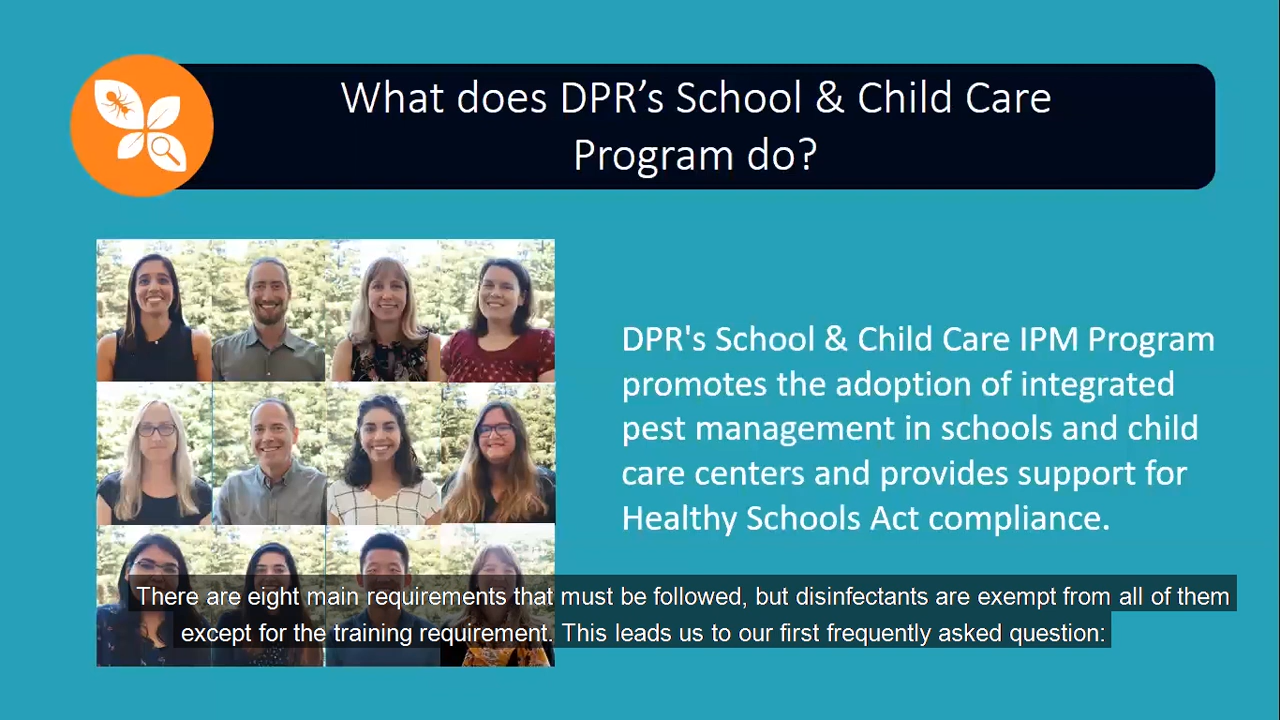 What does DPR’s School & Child Care
Program do?
DPR's School & Child Care IPM Program
promotes the adoption of integrated
pest management in schools and child
care centers and provides support for
Healthy Schools Act compliance.
There are eight main requirements that must be followed, but disinfectants are exempt from all of them
except for the training requirement. This leads us to our first frequently asked question: